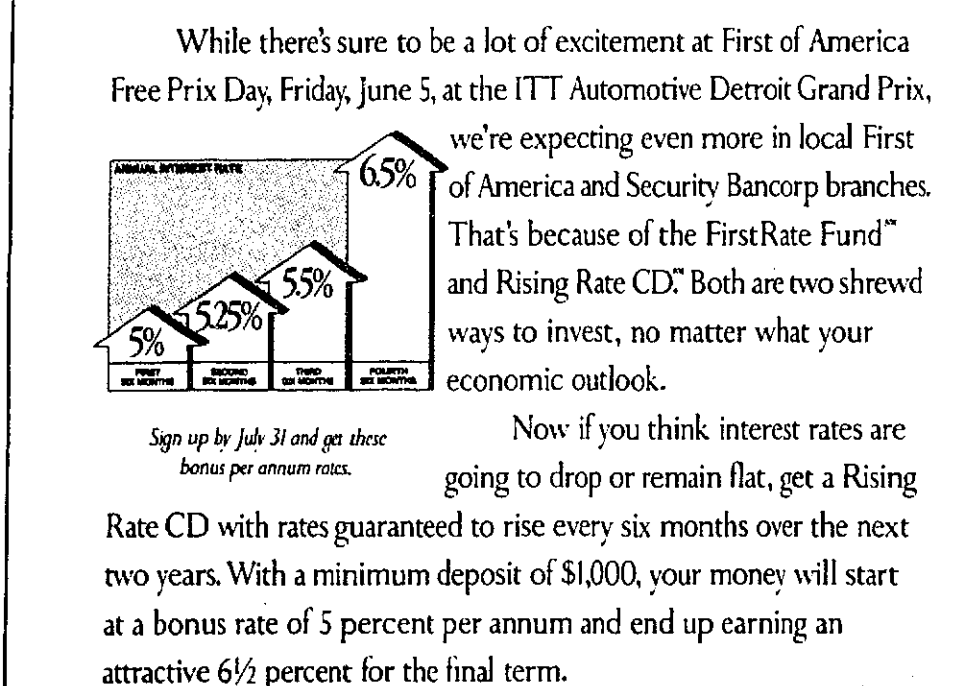 While there's sure to be a lot of excitement at First of America
Free Prix Day, Friday, June 5, at the ITT Automotive Detroit Grand Prix,
we're expecting even more in local First
of America and Security Bancorp branches.
That's because of the FirstRate Fund℠
and Rising Rate CD.℠ Both are two shrewd
ways to invest, no matter what your
economic outlook.
ANNUAL INTEREST RATE
5%
5.25%
5.5%
6.5%
FIRST
SIX MONTHS
SECOND
SIX MONTHS
THIRD
SIX MONTHS
FOURTH
SIX MONTHS
Sign up by July 31 and get these
bonus per annum rates.
Now if you think interest rates are
going to drop or remain flat, get a Rising
Rate CD with rates guaranteed to rise every six months over the next
two years. With a minimum deposit of $1,000, your money will start
at a bonus rate of 5 percent per annum and end up earning an
attractive 6½ percent for the final term.